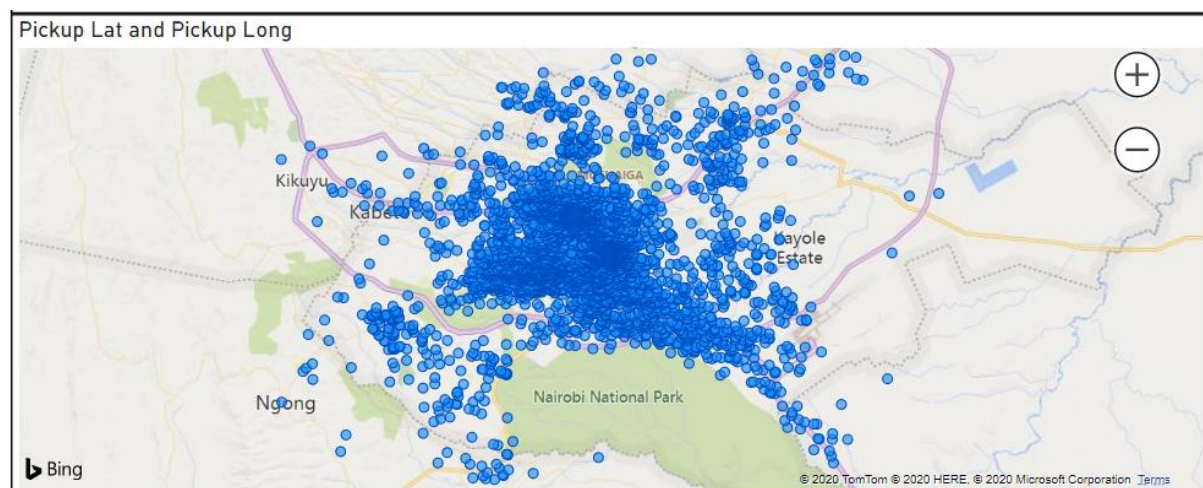 Pickup Lat and Pickup Long
Kikuyu
Kayole
Estate
Ngong
Nairobi National Park
Bing
© 2020 TomTom © 2020 HERE, © 2020 Microsoft Corporation Terms